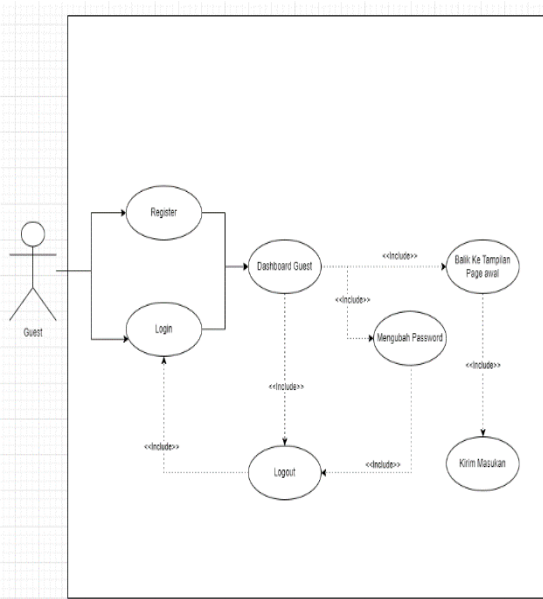 Register
Dashboard Guest
<<Include>>
Balik Ke Tampilan
Page awal
<<Include>>
Guest
Login
Mengubah Password
<<Include>>
<<Include>>
<<Include>>
Logout
<<Include>>
Kirim Masukan